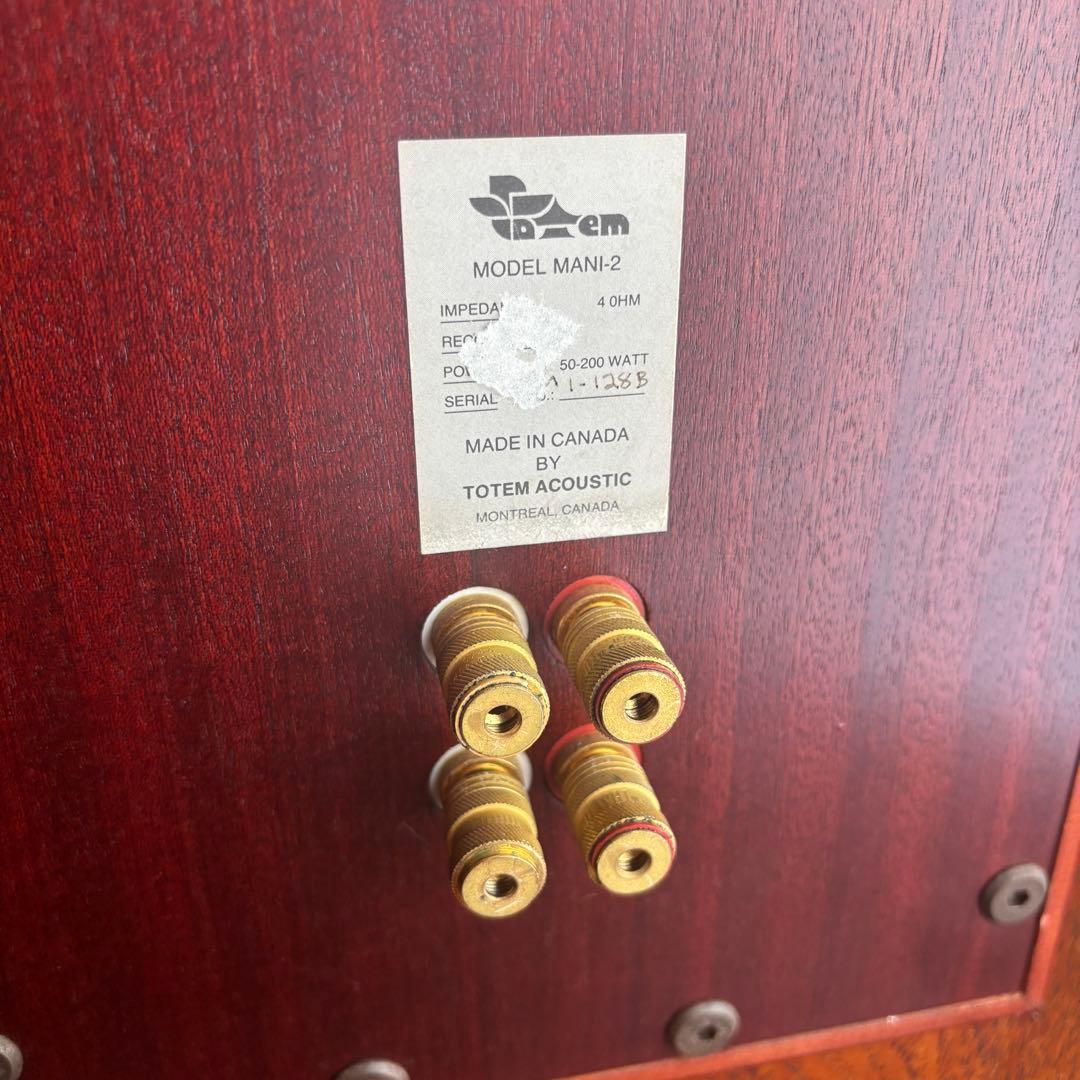 Totem
MODEL MANI-2
IMPEDA 4 OHM
REC
PO 50-200 WATT
SERIAL .: 1-128B
MADE IN CANADA
BY
TOTEM ACOUSTIC
MONTREAL, CANADA